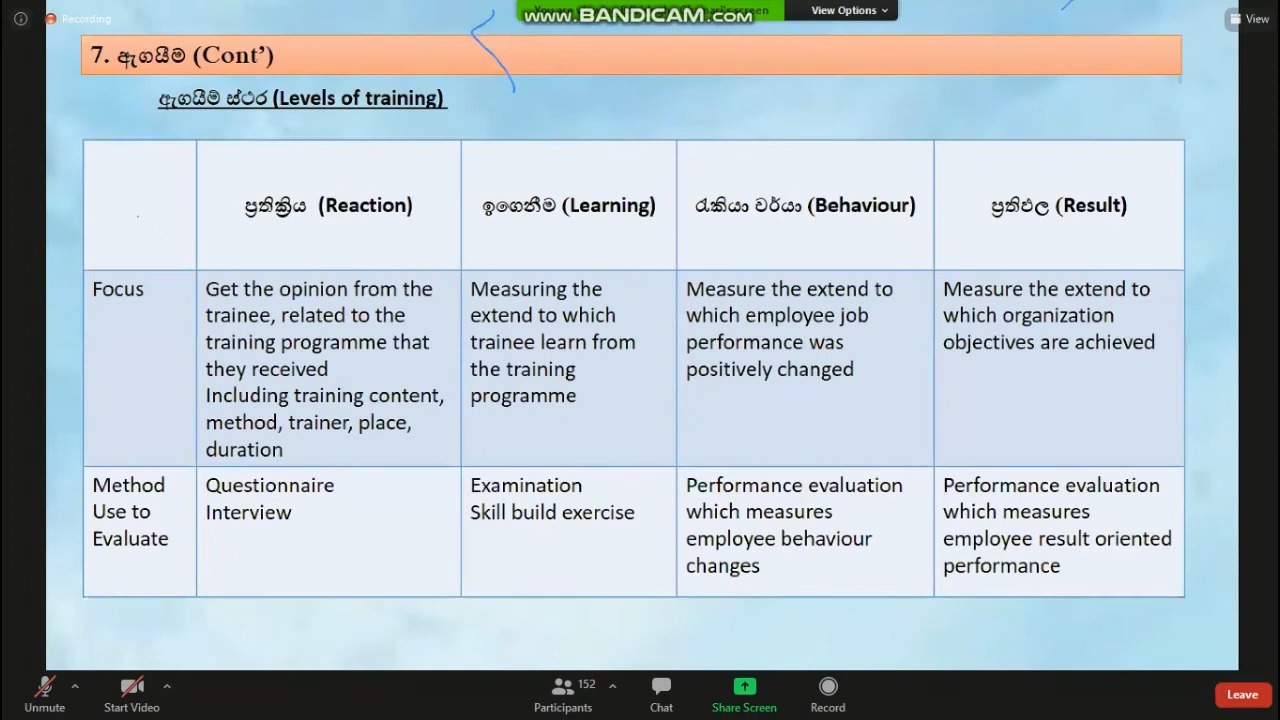 Recording
www.BANDICAM.com
screen
View Options
View
7. ඇගයීම (Cont’)
ඇගයීම් ස්ථර (Levels of training)
ප්‍රතික්‍රිය (Reaction)
ඉගෙනීම (Learning)
රැකියා චර්යා (Behaviour)
ප්‍රතිඵල (Result)
Focus
Get the opinion from the
trainee, related to the
training programme that
they received
Including training content,
method, trainer, place,
duration
Measuring the
extend to which
trainee learn from
the training
programme
Measure the extend to
which employee job
performance was
positively changed
Measure the extend to
which organization
objectives are achieved
Method
Use to
Evaluate
Questionnaire
Interview
Examination
Skill build exercise
Performance evaluation
which measures
employee behaviour
changes
Performance evaluation
which measures
employee result oriented
performance
Unmute
Start Video
152
Participants
Chat
Share Screen
Record
Leave